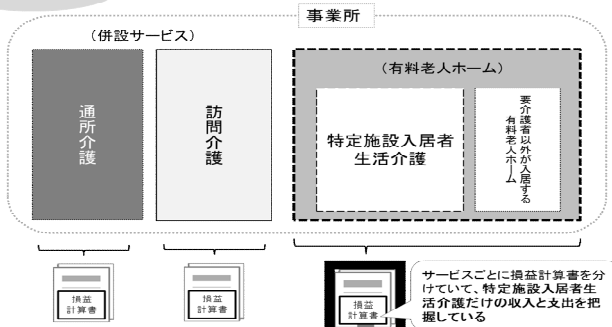 事業所
（併設サービス）
（有料老人ホーム）
通所介護
訪問介護
特定施設入居者
生活介護
要介護者以外が入居する
有料老人ホーム
損益
計算書
損益
計算書
損益
計算書
サービスごとに損益計算書を分
けていて、特定施設入居者生
活介護だけの収入と支出を把
握している